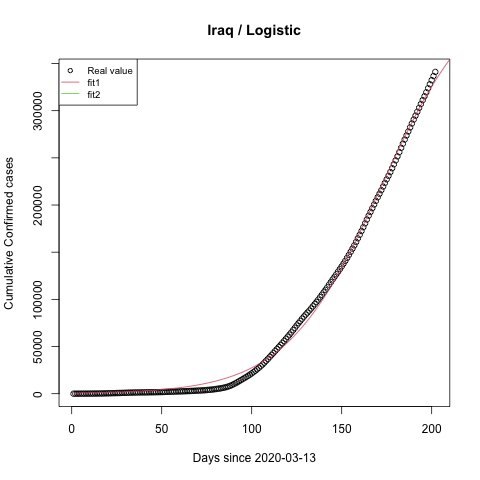 Iraq / Logistic
Real value
fit1
fit2
Cumulative Confirmed cases
300000
200000
100000
50000
0
0 50 100 150 200
Days since 2020-03-13